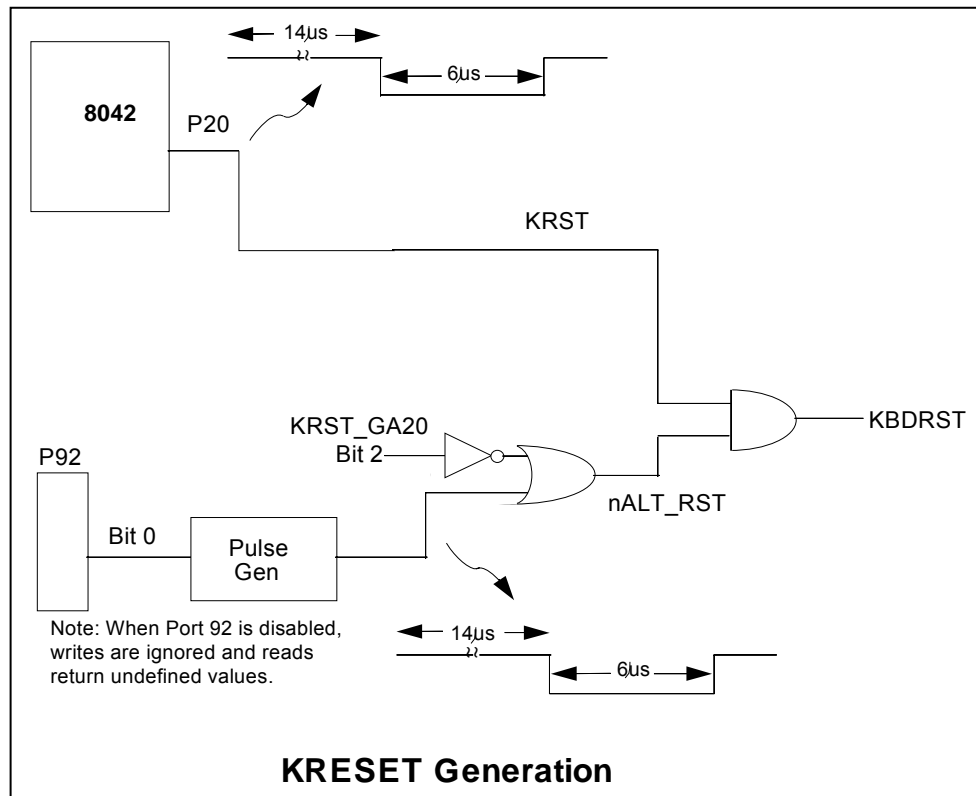 14µs
6µs
8042
P20
KRST
KRST_GA20
Bit 2
KBDRST
P92
nALT_RST
Bit 0
Pulse
Gen
Note: When Port 92 is disabled,
writes are ignored and reads
return undefined values.
14µs
6µs
KRESET Generation